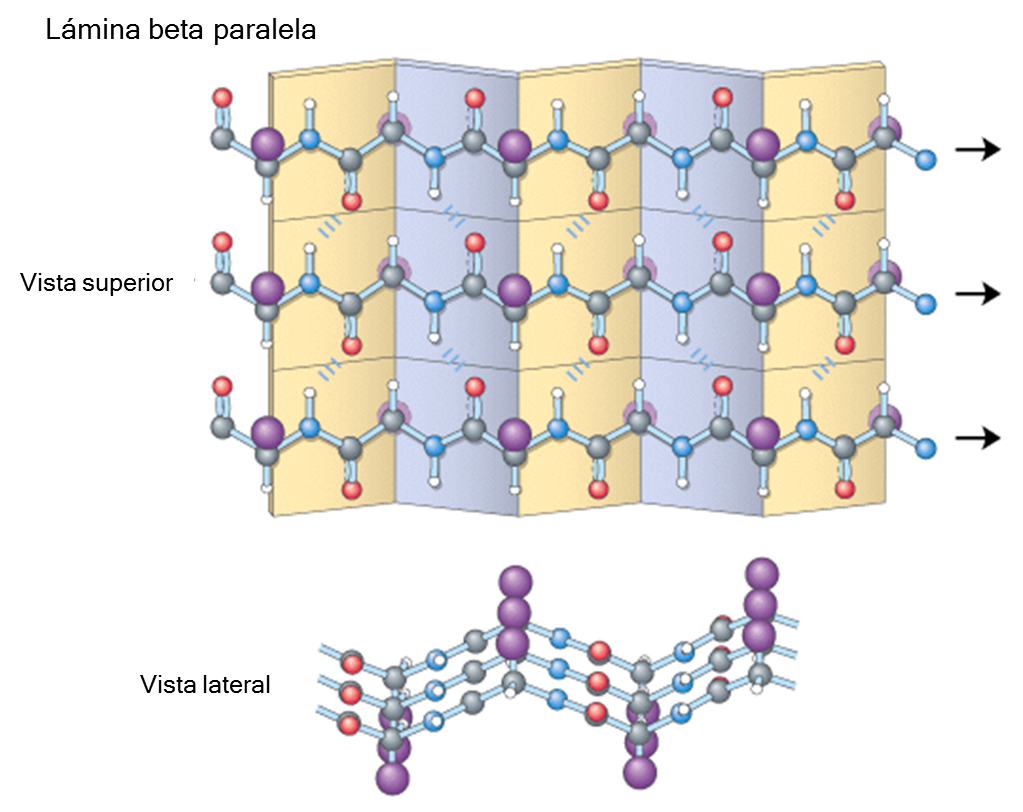 Lámina beta paralela
Vista superior
Vista lateral